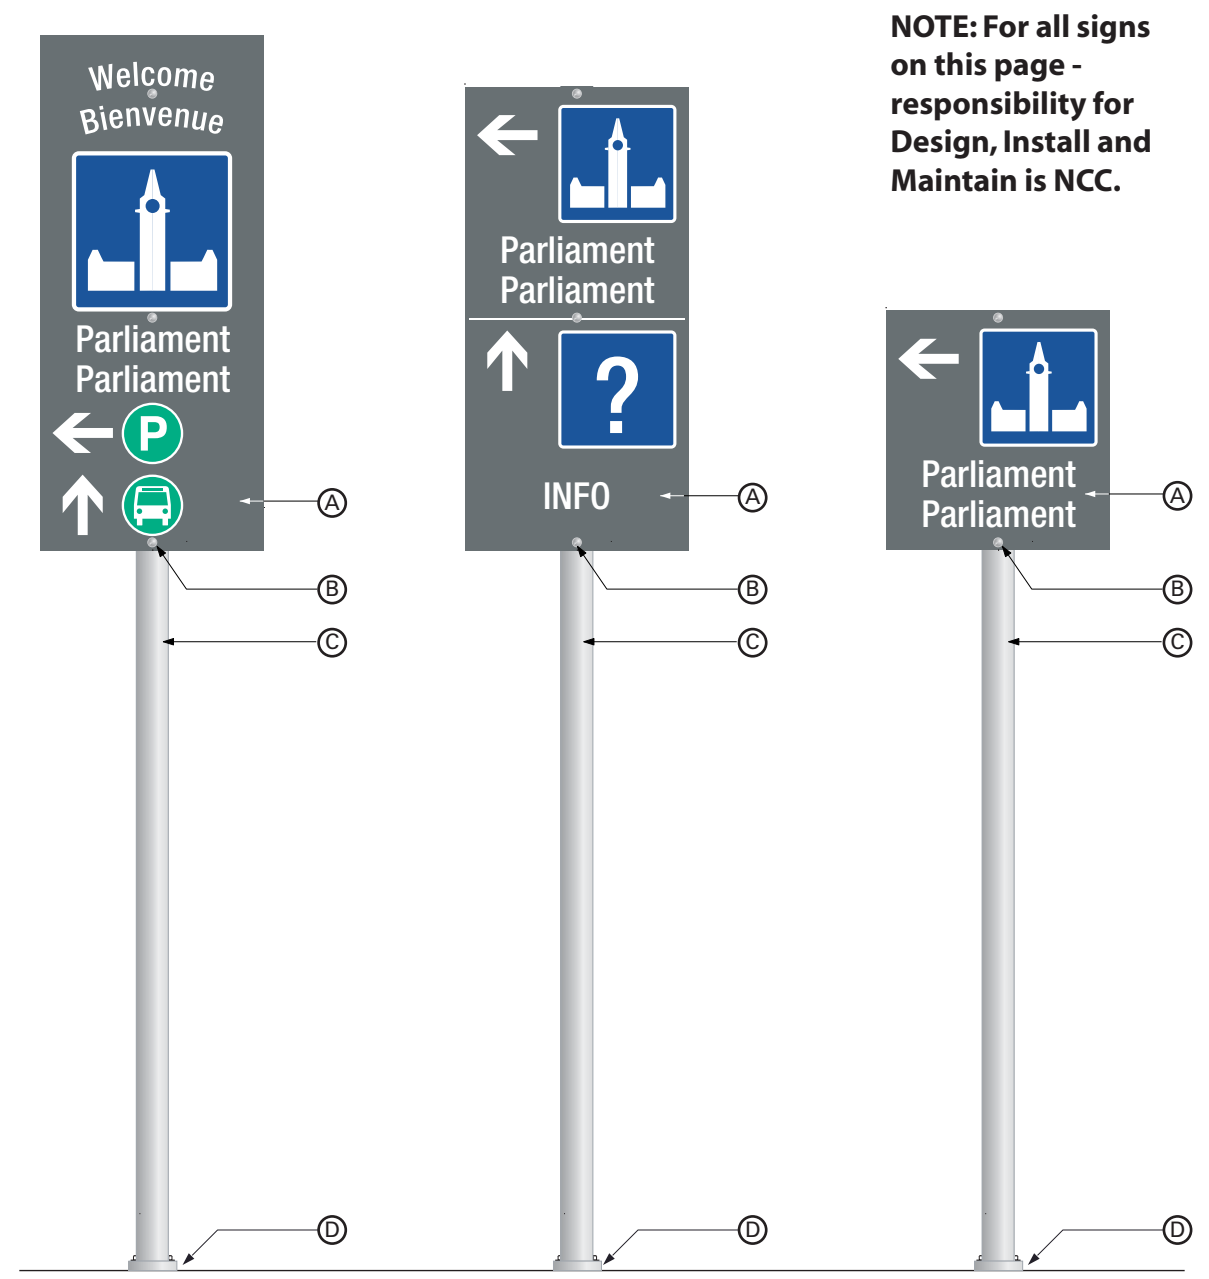 Welcome
Bienvenue
Parliament
Parliament
P
A
B
C
D
Parliament
Parliament
?
INFO
A
B
C
D
NOTE: For all signs
on this page -
responsibility for
Design, Install and
Maintain is NCC.
Parliament
Parliament
A
B
C
D